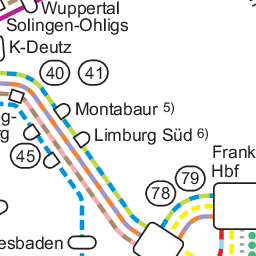 Wuppertal
Solingen-Ohligs
K-Deutz
40 41
Montabaur 5)
Limburg Süd 6)
45
Frank
Hbf
79
78
esbaden